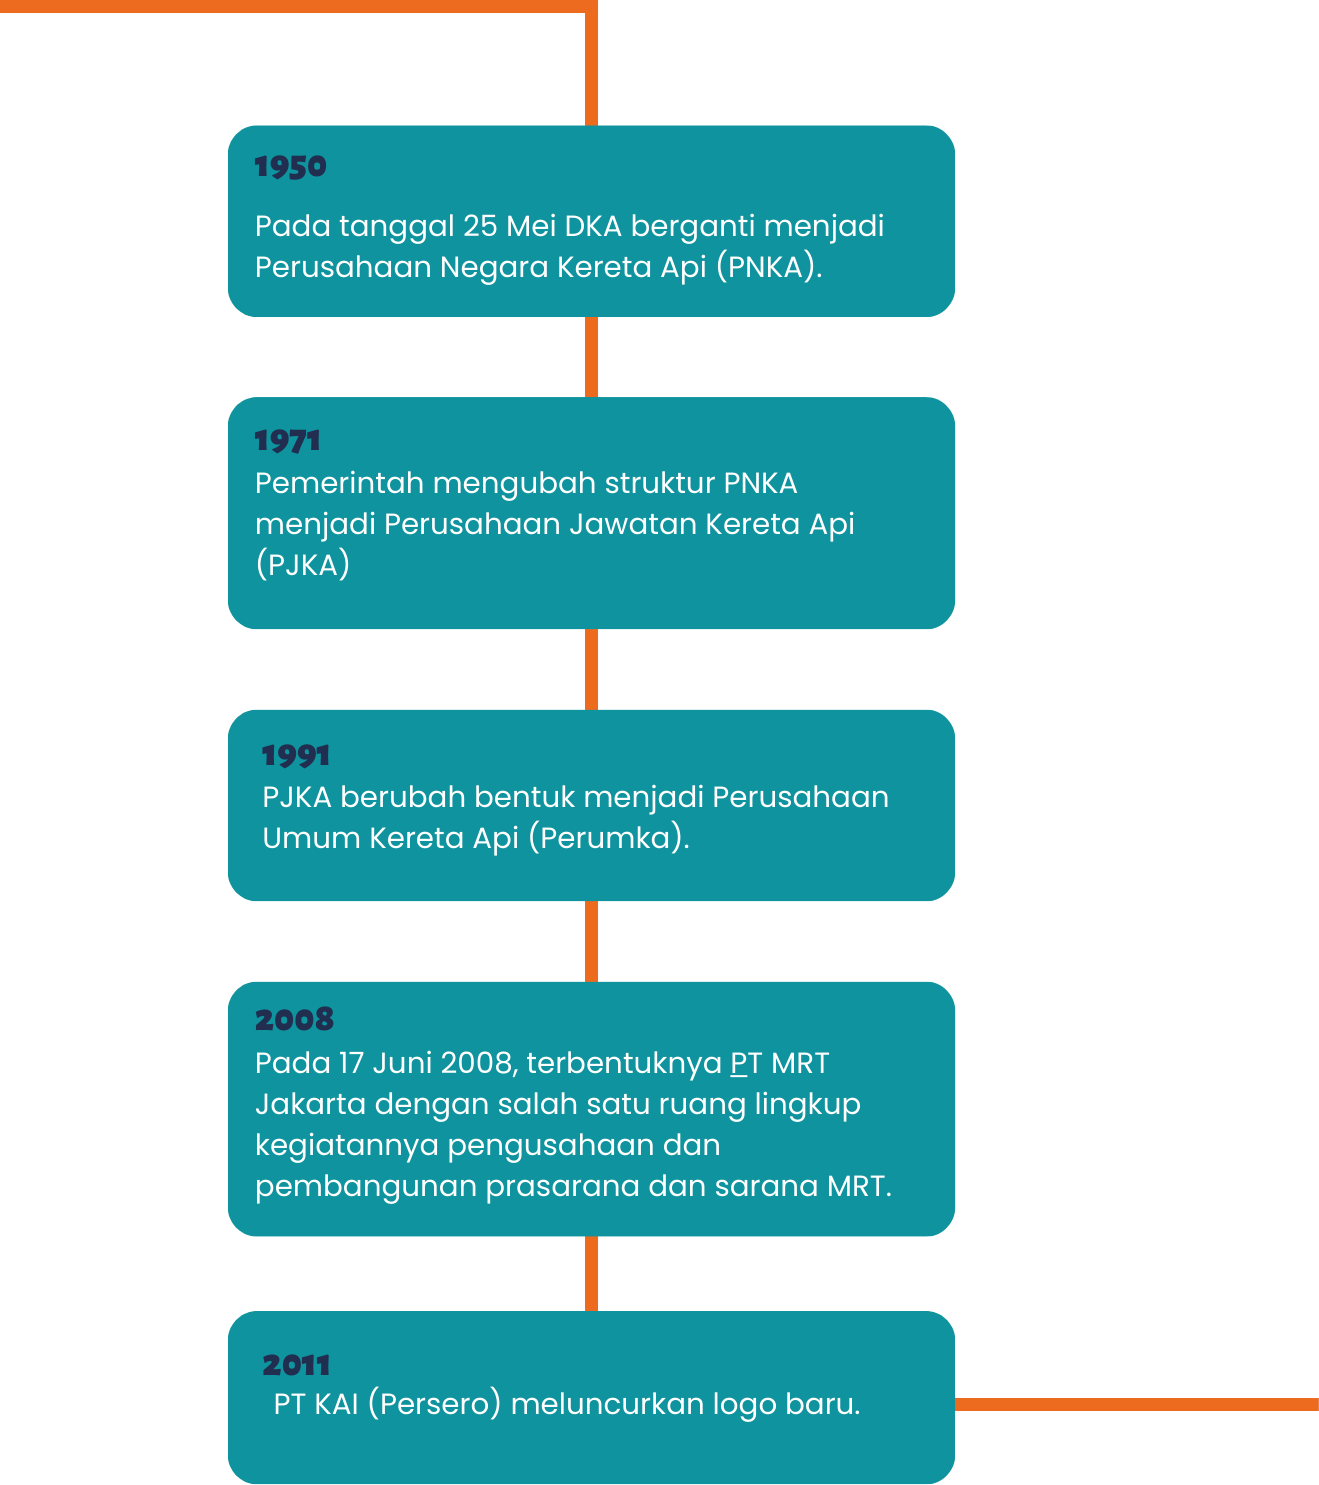 1950
Pada tanggal 25 Mei DKA berganti menjadi
Perusahaan Negara Kereta Api (PNKA).
1971
Pemerintah mengubah struktur PNKA
menjadi Perusahaan Jawatan Kereta Api
(PJKA)
1991
PJKA berubah bentuk menjadi Perusahaan
Umum Kereta Api (Perumka).
2008
Pada 17 Juni 2008, terbentuknya PT MRT
Jakarta dengan salah satu ruang lingkup
kegiatannya pengusahaan dan
pembangunan prasarana dan sarana MRT.
2011
PT KAI (Persero) meluncurkan logo baru.